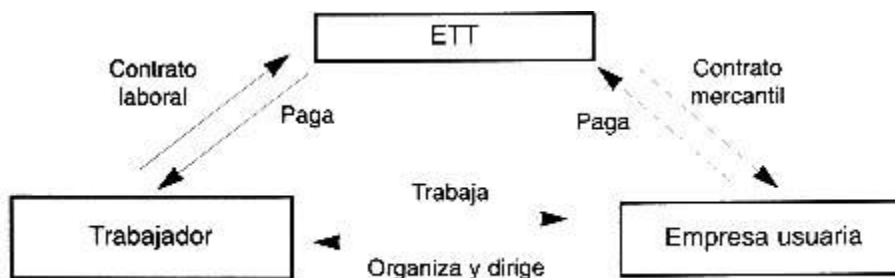 ETT
Contrato
laboral
Contrato
mercantil
Paga
Paga
Trabaja
Trabajador
Empresa usuaria
Organiza y dirige